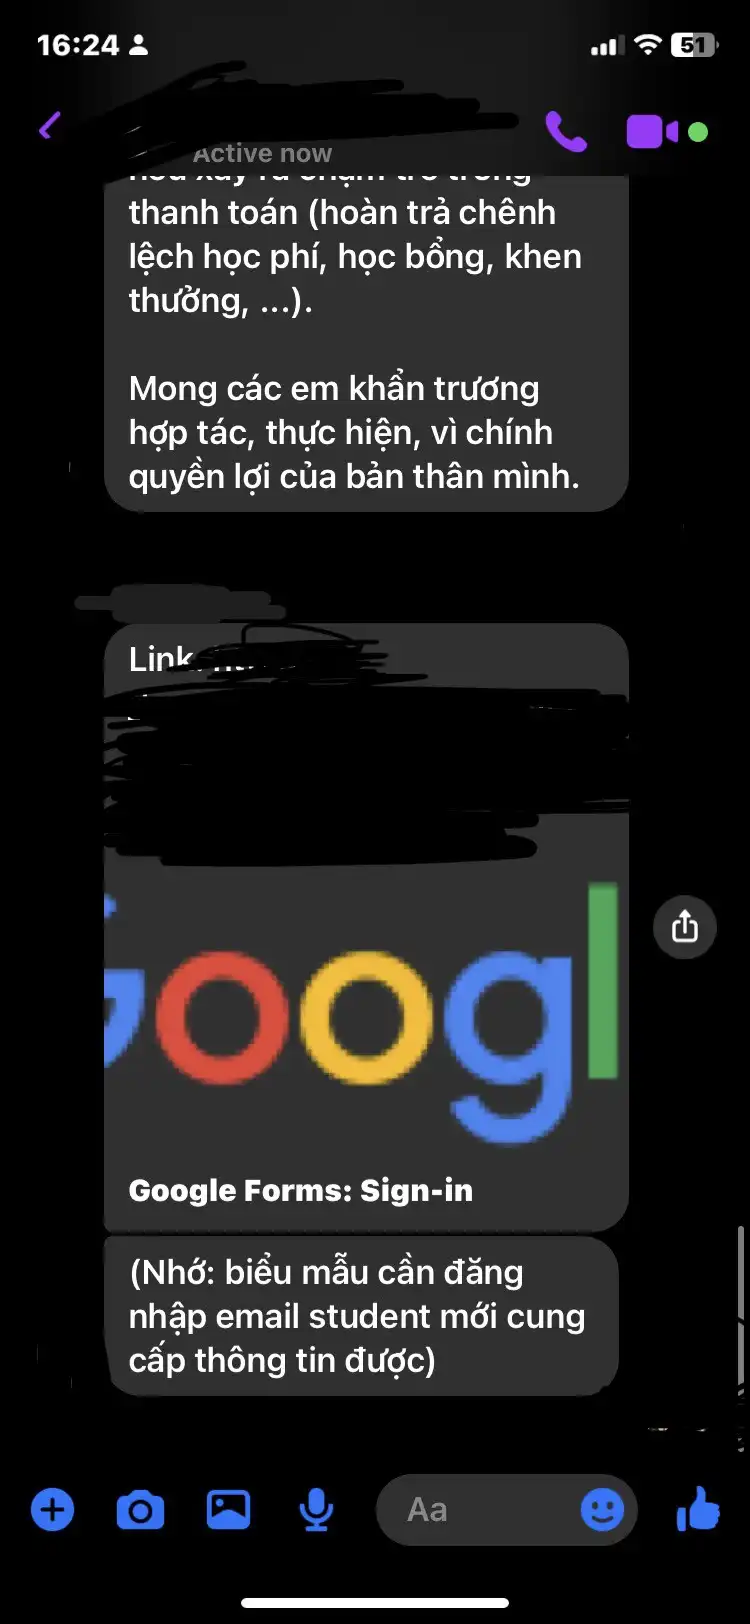 16:24
51
Active now
thanh toán (hoàn trả chênh
lệch học phí, học bổng, khen
thưởng, ...).
Mong các em khẩn trương
hợp tác, thực hiện, vì chính
quyền lợi của bản thân mình.
Link:
Googl
Google Forms: Sign-in
(Nhớ: biểu mẫu cần đăng
nhập email student mới cung
cấp thông tin được)
Aa